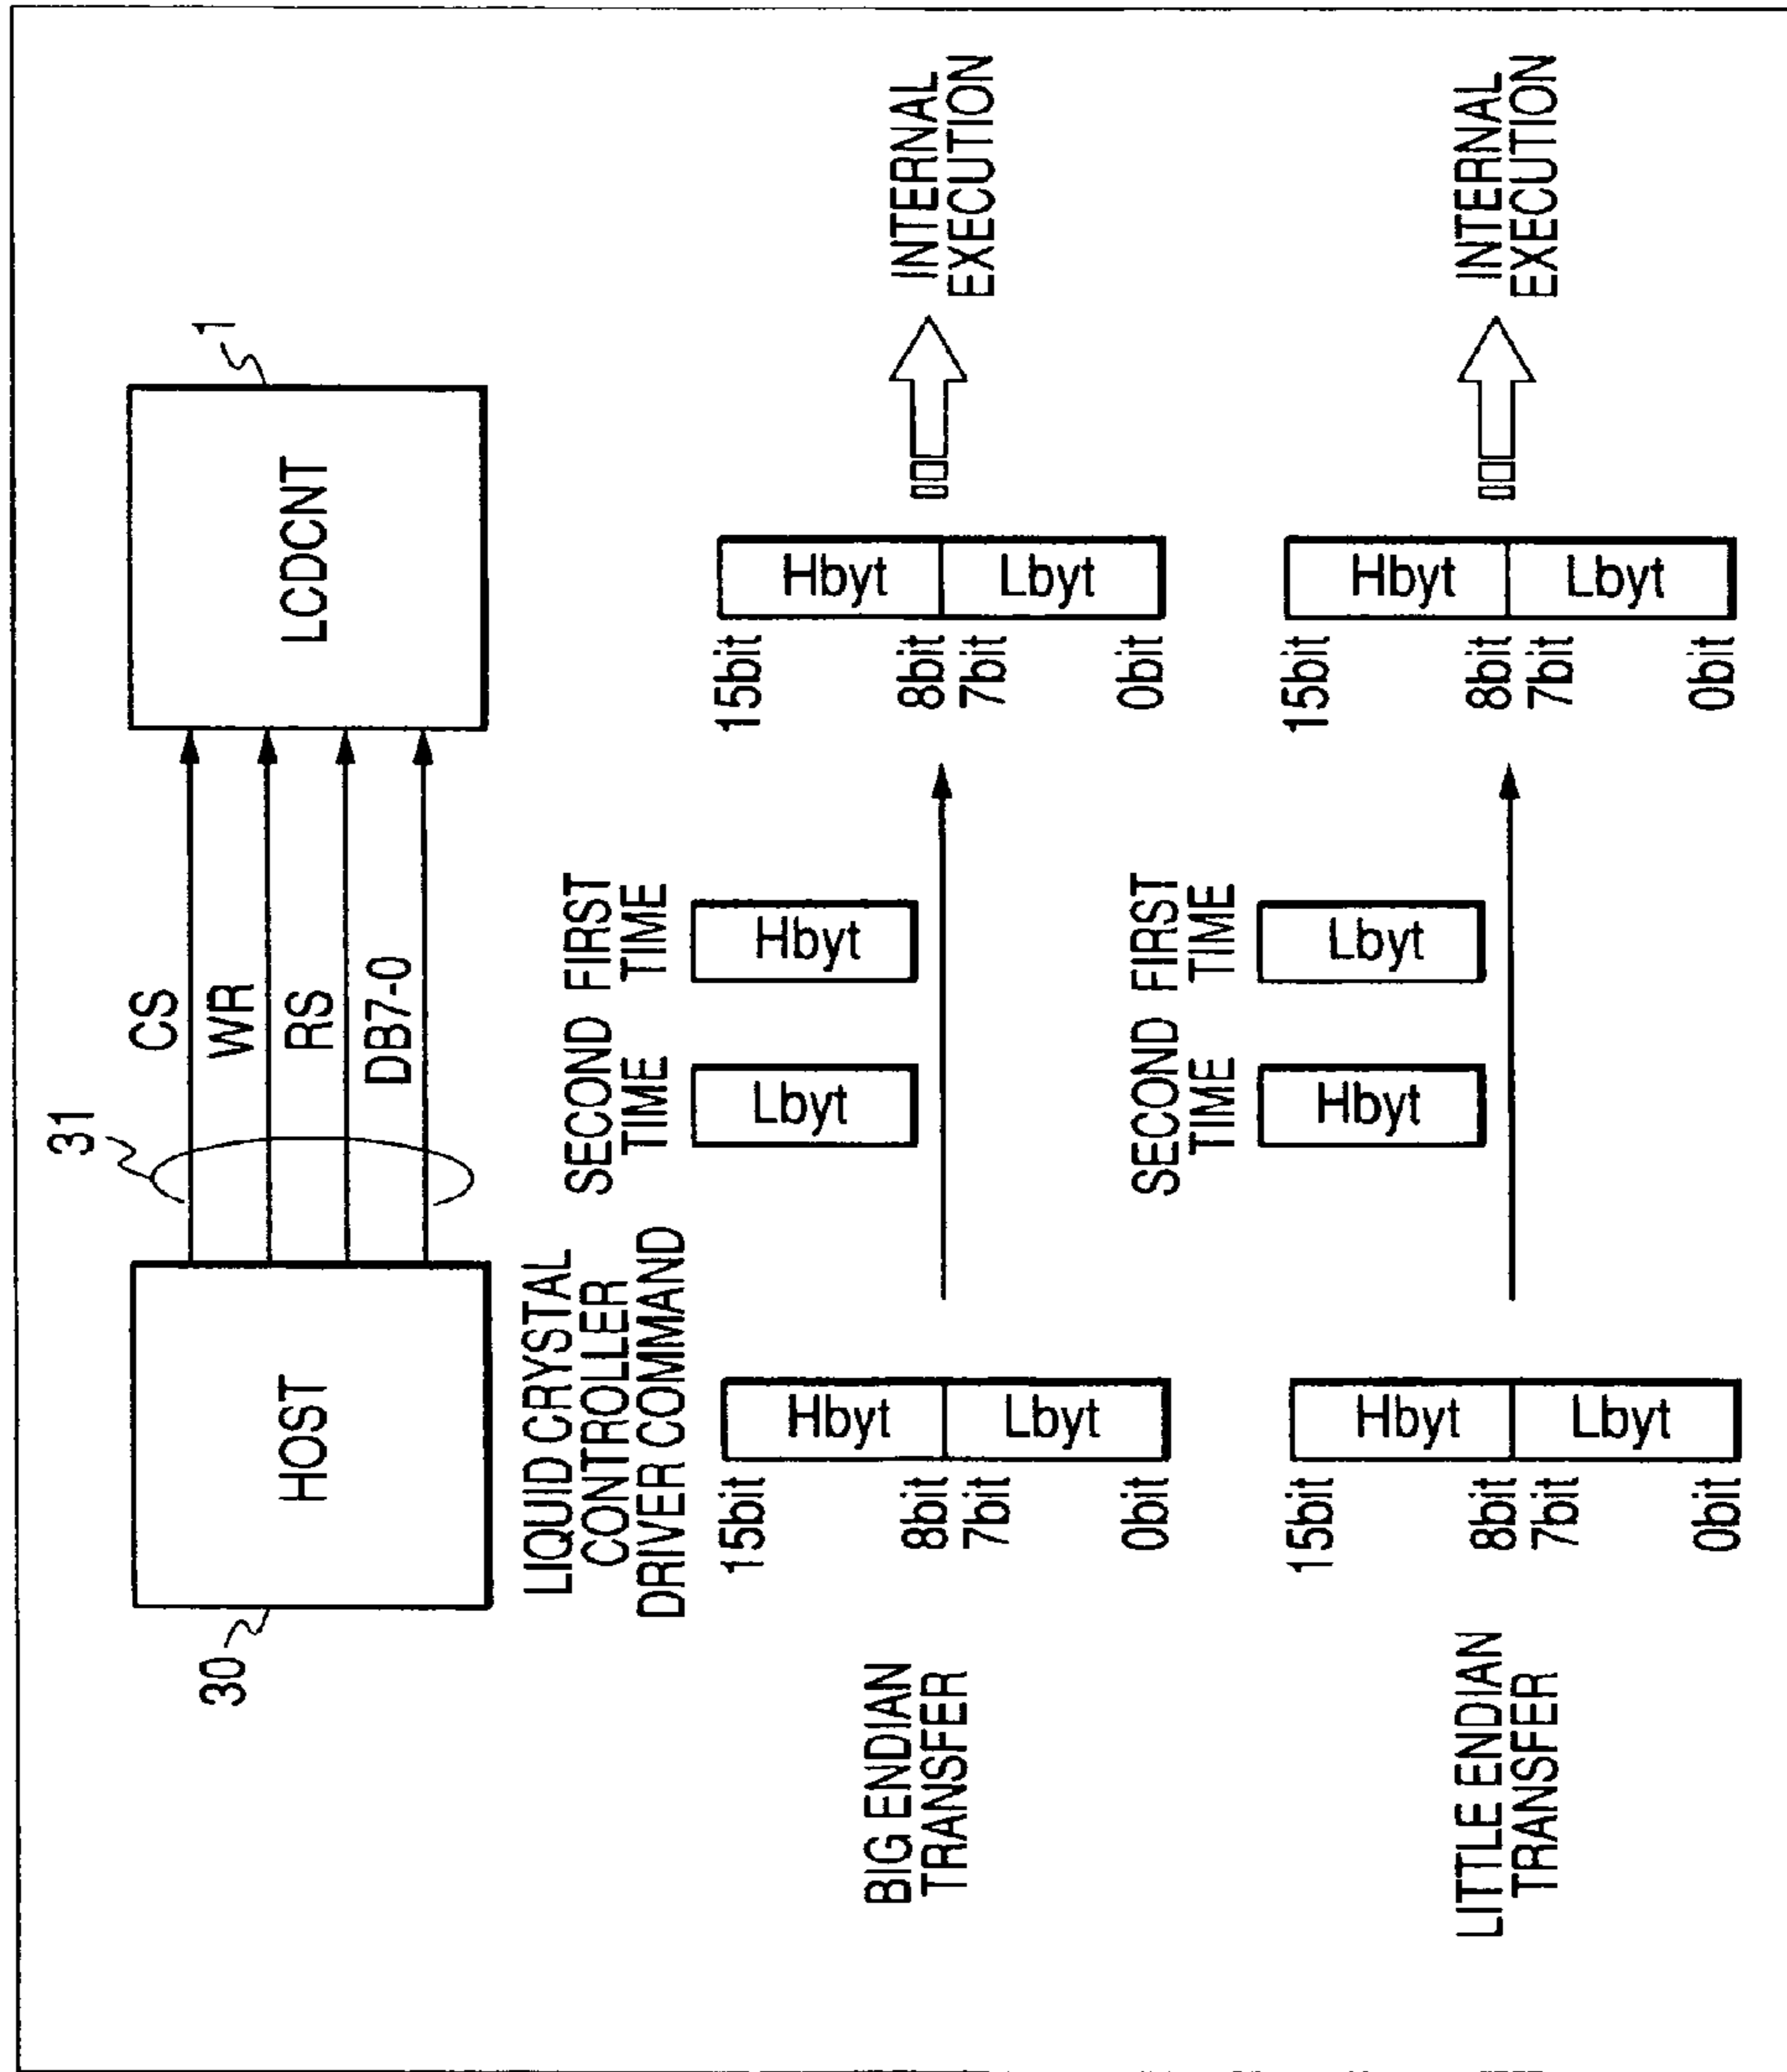 30
HOST
31
CS
WR
RS
DB7-0
LCDCNT
1
LIQUID CRYSTAL
CONTROLLER
DRIVER COMMAND
SECOND
TIME
FIRST
TIME
BIG ENDIAN
TRANSFER
15bit
8bit
7bit
0bit
Hbyt
Lbyt
Lbyt
Hbyt
15bit
8bit
7bit
0bit
Hbyt
Lbyt
INTERNAL
EXECUTION
SECOND
TIME
FIRST
TIME
LITTLE ENDIAN
TRANSFER
15bit
8bit
7bit
0bit
Hbyt
Lbyt
Hbyt
Lbyt
15bit
8bit
7bit
0bit
Hbyt
Lbyt
INTERNAL
EXECUTION